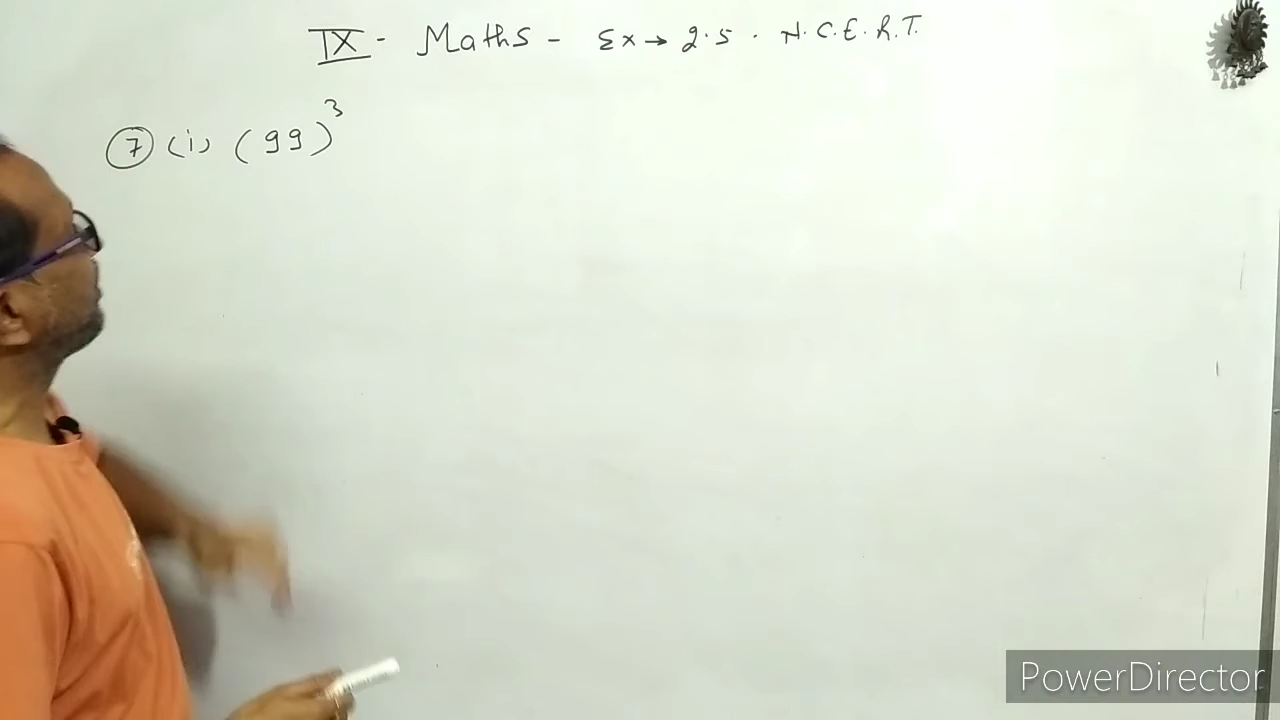 IX - Maths - Ex → 2.5 . N.C.E.R.T.
7 (i) (99)³
PowerDirector